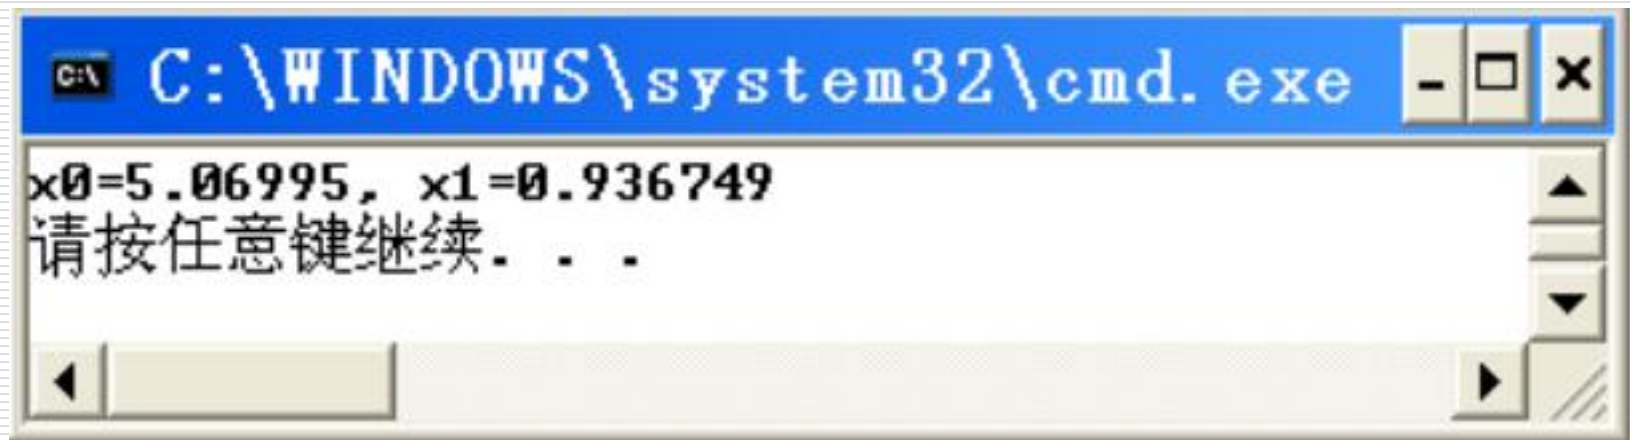 C:\WINDOWS\system32\cmd.exe
x0=5.06995, x1=0.936749
请按任意键继续. . .